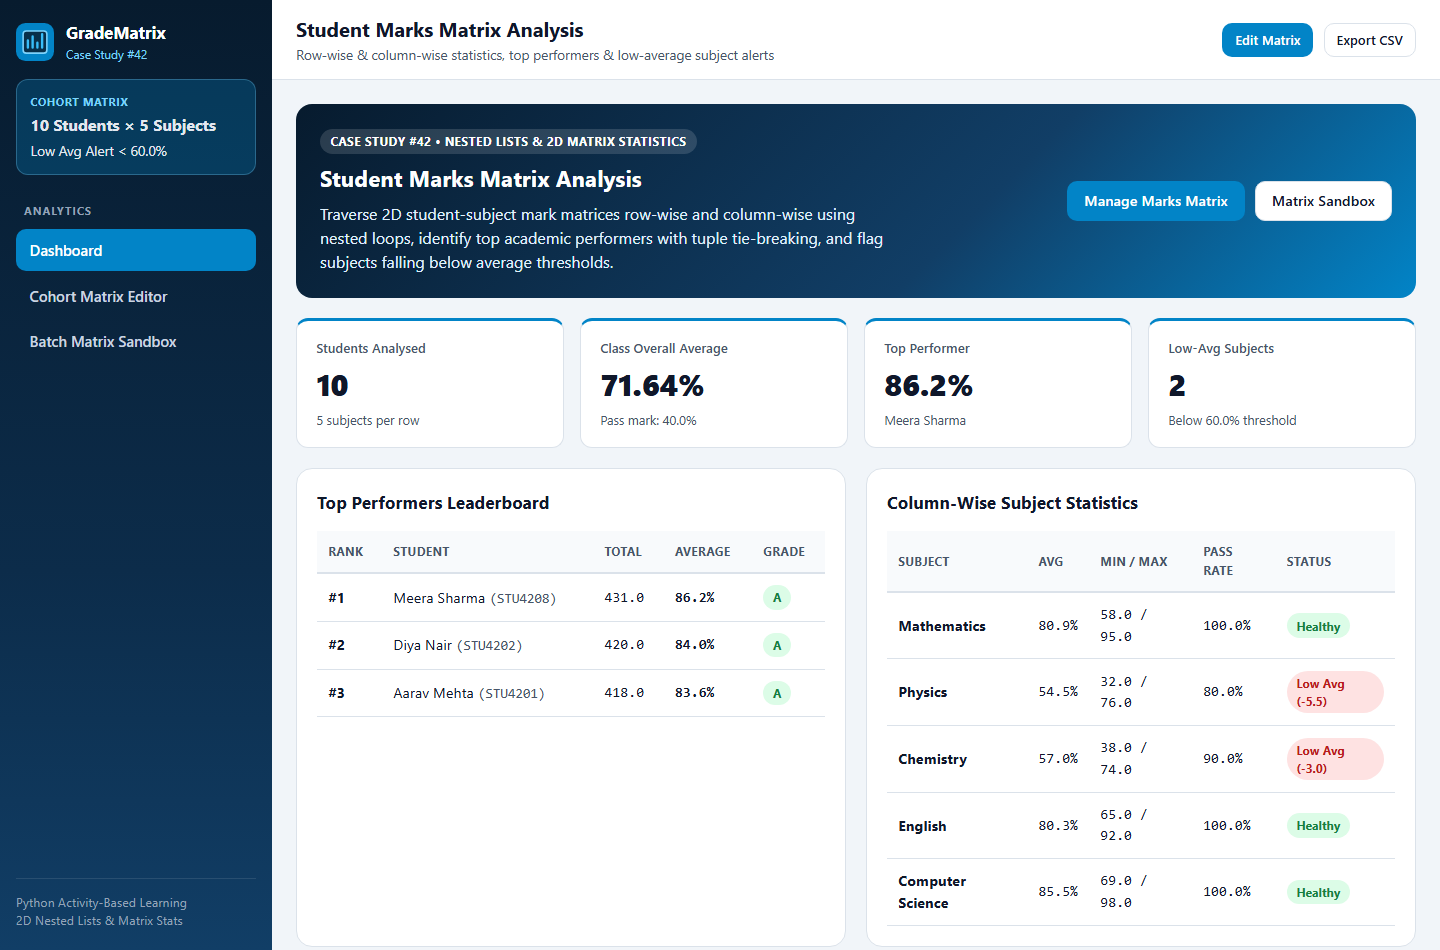 GradeMatrix
Case Study #42
COHORT MATRIX
10 Students × 5 Subjects
Low Avg Alert < 60.0%
ANALYTICS
Dashboard
Cohort Matrix Editor
Batch Matrix Sandbox
Python Activity-Based Learning
2D Nested Lists & Matrix Stats
Student Marks Matrix Analysis
Row-wise & column-wise statistics, top performers & low-average subject alerts
Edit Matrix
Export CSV
CASE STUDY #42 • NESTED LISTS & 2D MATRIX STATISTICS
Student Marks Matrix Analysis
Traverse 2D student-subject mark matrices row-wise and column-wise using
nested loops, identify top academic performers with tuple tie-breaking, and flag
subjects falling below average thresholds.
Manage Marks Matrix
Matrix Sandbox
Students Analysed
10
5 subjects per row
Class Overall Average
71.64%
Pass mark: 40.0%
Top Performer
86.2%
Meera Sharma
Low-Avg Subjects
2
Below 60.0% threshold
Top Performers Leaderboard
RANK STUDENT TOTAL AVERAGE GRADE
#1 Meera Sharma (STU4208) 431.0 86.2% A
#2 Diya Nair (STU4202) 420.0 84.0% A
#3 Aarav Mehta (STU4201) 418.0 83.6% A
Column-Wise Subject Statistics
SUBJECT AVG MIN / MAX PASS
RATE STATUS
Mathematics 80.9% 58.0 /
95.0 100.0% Healthy
Physics 54.5% 32.0 /
76.0 80.0% Low Avg
(-5.5)
Chemistry 57.0% 38.0 /
74.0 90.0% Low Avg
(-3.0)
English 80.3% 65.0 /
92.0 100.0% Healthy
Computer
Science 85.5% 69.0 /
98.0 100.0% Healthy